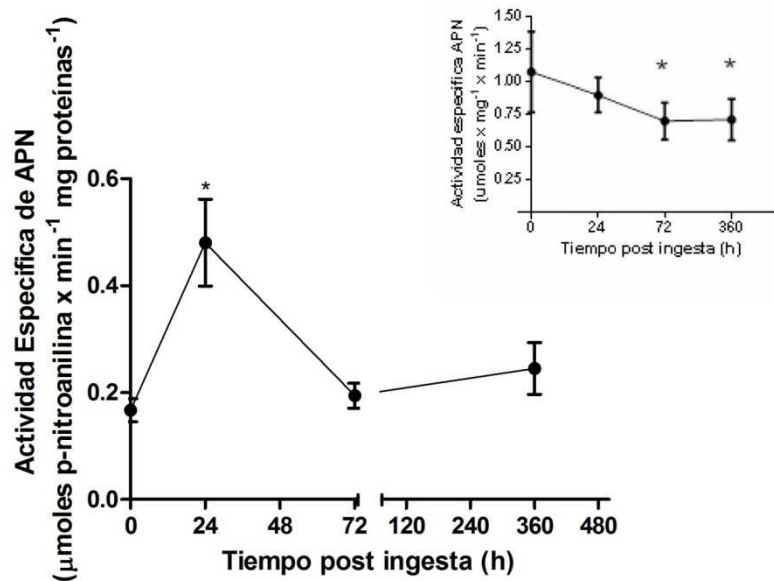 1.50
1.25
1.00
0.75
0.50
0.25
Actividad especifica APN
(umoles x mg-1 x min-1)
* *
0 24 72 360
Tiempo post ingesta (h)
Actividad Especifica de APN
(μmoles p-nitroanilina x min-1 mg proteínas-1)
0.6
0.4
0.2
0.0
*
0 24 48 72 120 240 360 480
Tiempo post ingesta (h)